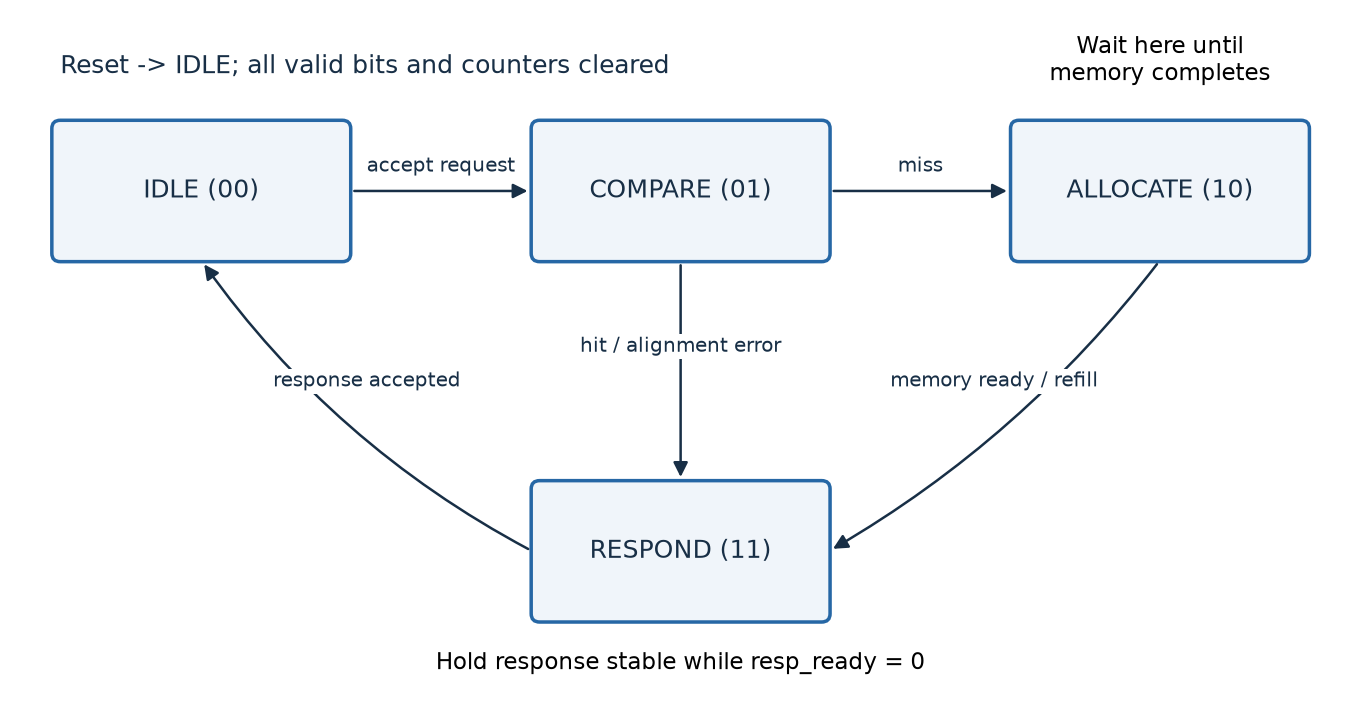 Wait here until
memory completes
Reset -> IDLE; all valid bits and counters cleared
IDLE (00)
accept request
COMPARE (01)
miss
ALLOCATE (10)
hit / alignment error
response accepted
memory ready / refill
RESPOND (11)
Hold response stable while resp_ready = 0